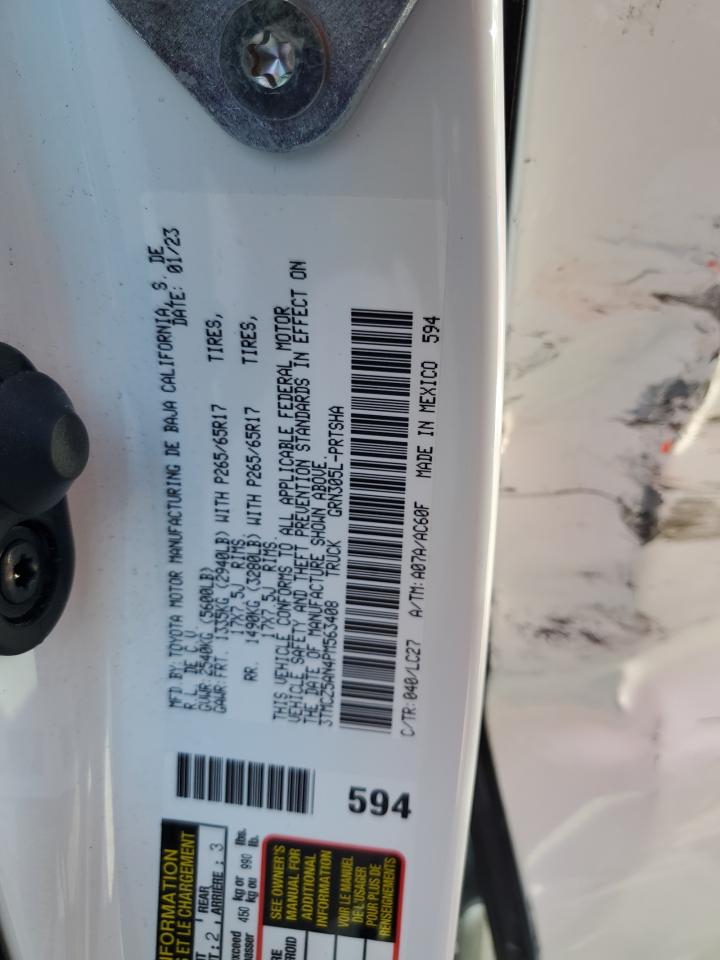 MFD.BY:TOYOTA MOTOR MANUFACTURING DE BAJA CALIFORNIA, S. DE
R.L. DE C.V. DATE: 01/23
GVWR: 2540KG (5600LB)
GAWR:FRT. 1335KG (2940LB) WITH P265/65R17 TIRES,
17X7.5J RIMS,
RR. 1490KG (3280LB) WITH P265/65R17 TIRES,
17X7.5J RIMS.
THIS VEHICLE CONFORMS TO ALL APPLICABLE FEDERAL MOTOR
VEHICLE SAFETY AND THEFT PREVENTION STANDARDS IN EFFECT ON
THE DATE OF MANUFACTURE SHOWN ABOVE.
3TMCZ5AN4PM563408 TRUCK GRN305L-PRTSHA
C/TR:040/LC27 A/TM:A07A/AC60F MADE IN MEXICO 594
594
INFORMATION
S ET LE CHARGEMENT
REAR
2 ARRIÈRE : 3
exceed 450 kg or 990 lbs.
kg ou lb.
SEE OWNER'S
MANUAL FOR
ADDITIONAL
INFORMATION
VOIR LE MANUEL
DE L'USAGER
POUR PLUS DE
RENSEIGNEMENTS